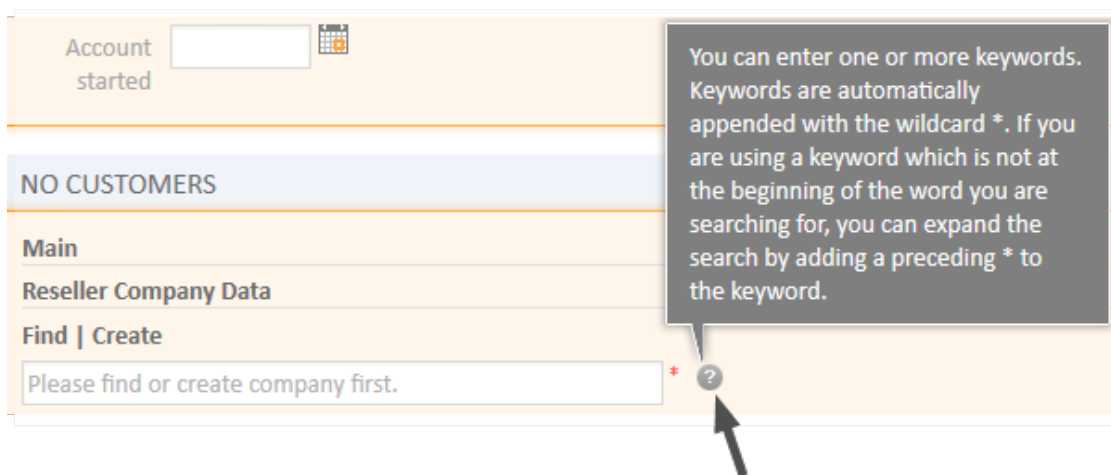 Account
started
You can enter one or more keywords.
Keywords are automatically
appended with the wildcard *. If you
are using a keyword which is not at
the beginning of the word you are
searching for, you can expand the
search by adding a preceding * to
the keyword.
NO CUSTOMERS
Main
Reseller Company Data
Find | Create
Please find or create company first. * ?